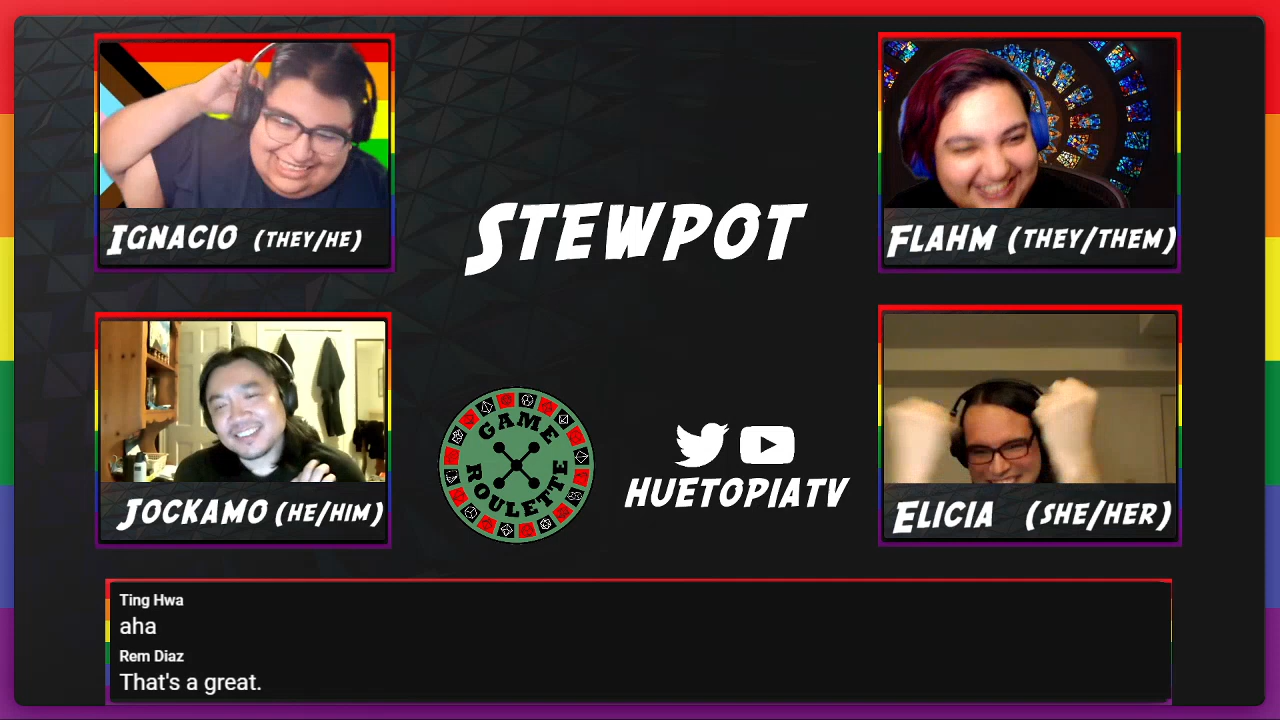 Ignacio (they/he)
Flahm (they/them)
Stewpot
Jockamo (he/him)
GAME ROULETTE
HUETOPIATV
Elicia (she/her)
Ting Hwa
aha
Rem Diaz
That's a great.